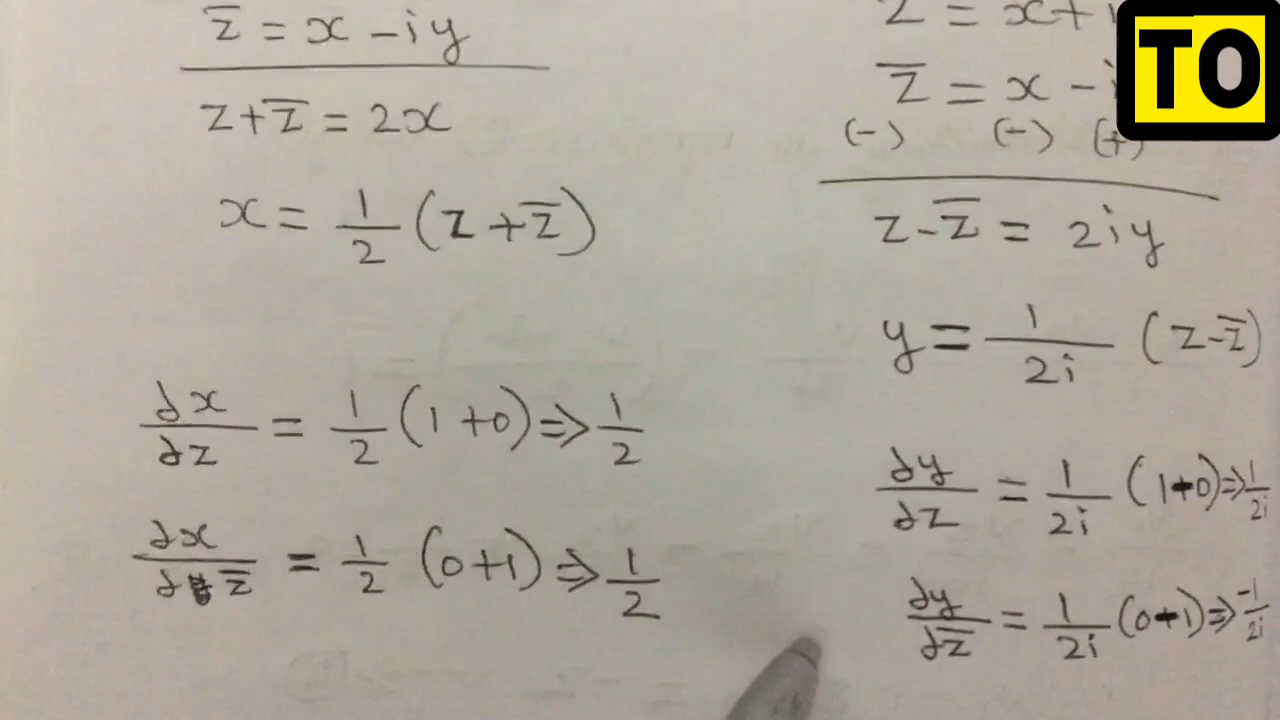 z̅ = x - iy
z + z̅ = 2x
x = 1/2 (z + z̅)
∂x/∂z = 1/2 (1+0) ⇒ 1/2
∂x/∂z̅ = 1/2 (0+1) ⇒ 1/2
z = x + i
z̅ = x - i
(-) (-) (+)
z - z̅ = 2iy
y = 1/2i (z - z̅)
∂y/∂z = 1/2i (1-0) ⇒ 1/2i
∂y/∂z̅ = 1/2i (0-1) ⇒ -1/2i
TO